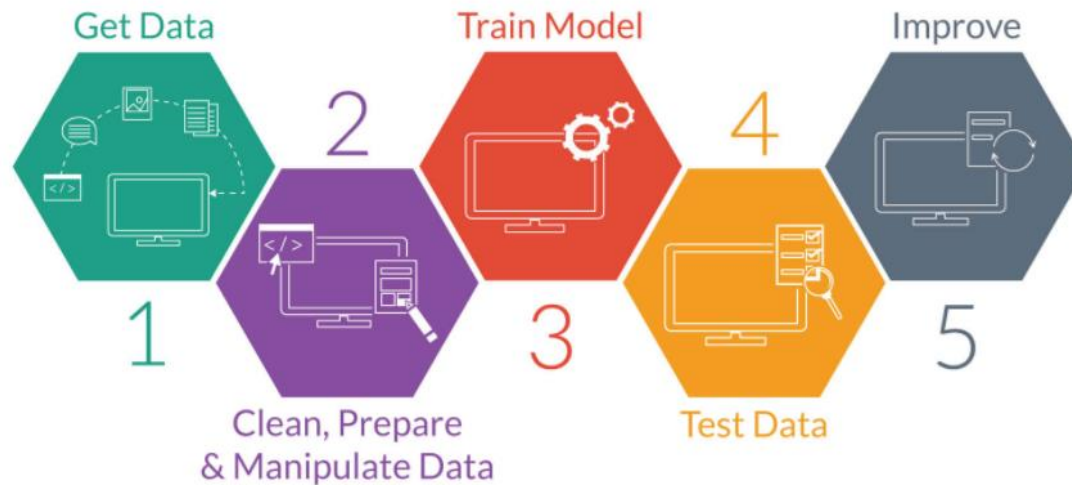 Get Data
1
2
Clean, Prepare
& Manipulate Data
Train Model
3
4
Test Data
Improve
5
</>
</>